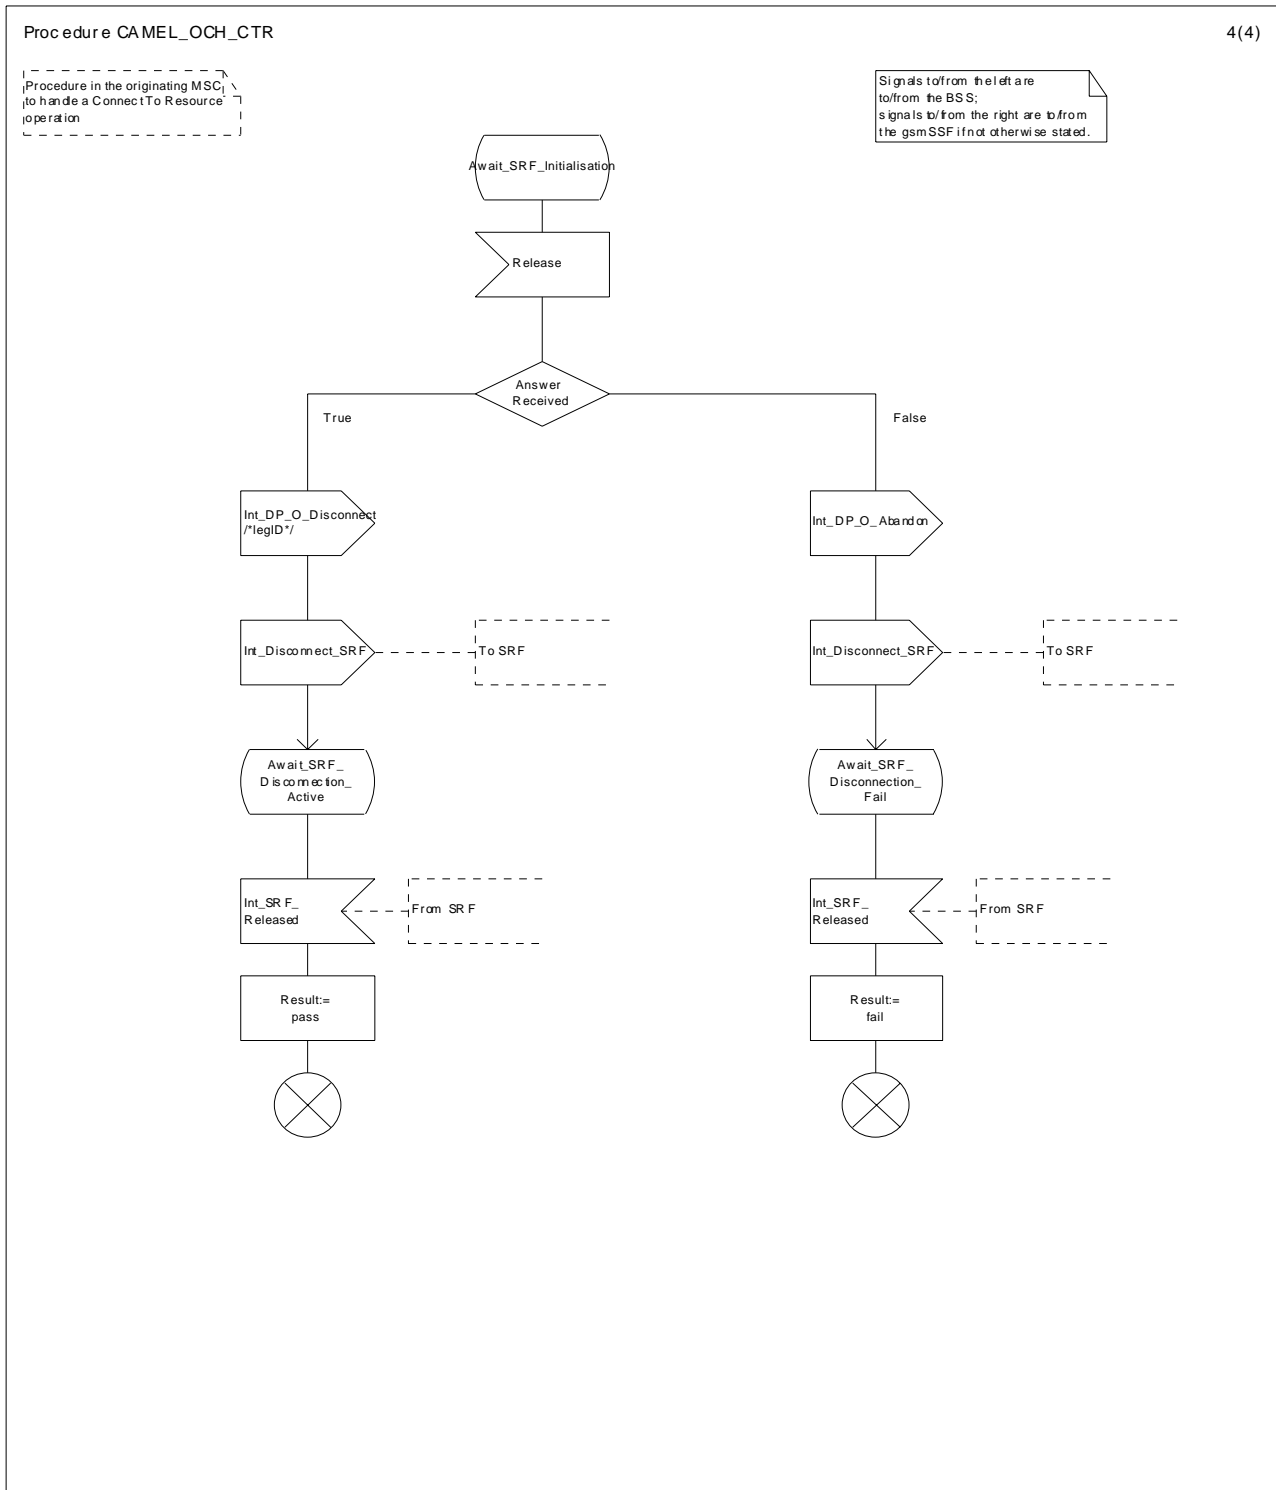 Procedure CAMEL_OCH_CTR
4(4)
Procedure in the originating MSC
to handle a Connect To Resource
operation
Signals to/from the left are
to/from the BSS;
signals to/from the right are to/from
the gsmSSF if not otherwise stated.
Await_SRF_Initialisation
Release
Answer
Received
True
False
Int_DP_O_Disconnect
/*legID*/
Int_DP_O_Abandon
Int_Disconnect_SRF
To SRF
Int_Disconnect_SRF
To SRF
Await_SRF_
Disconnection_
Active
Await_SRF_
Disconnection_
Fail
Int_SRF_
Released
From SRF
Int_SRF_
Released
From SRF
Result:=
pass
Result:=
fail